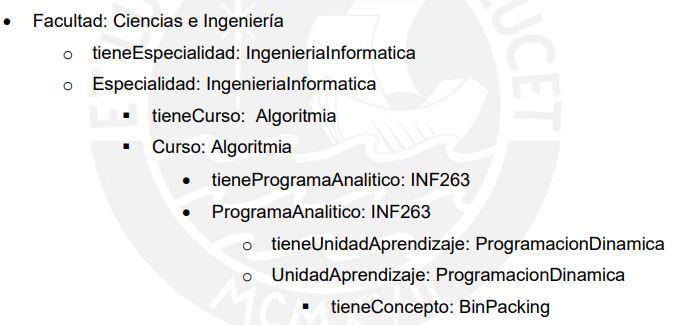 • Facultad: Ciencias e Ingeniería
o tieneEspecialidad: IngenieriaInformatica
o Especialidad: IngenieriaInformatica
▪ tieneCurso: Algoritmia
▪ Curso: Algoritmia
• tieneProgramaAnalitico: INF263
• ProgramaAnalitico: INF263
o tieneUnidadAprendizaje: ProgramacionDinamica
o UnidadAprendizaje: ProgramacionDinamica
▪ tieneConcepto: BinPacking